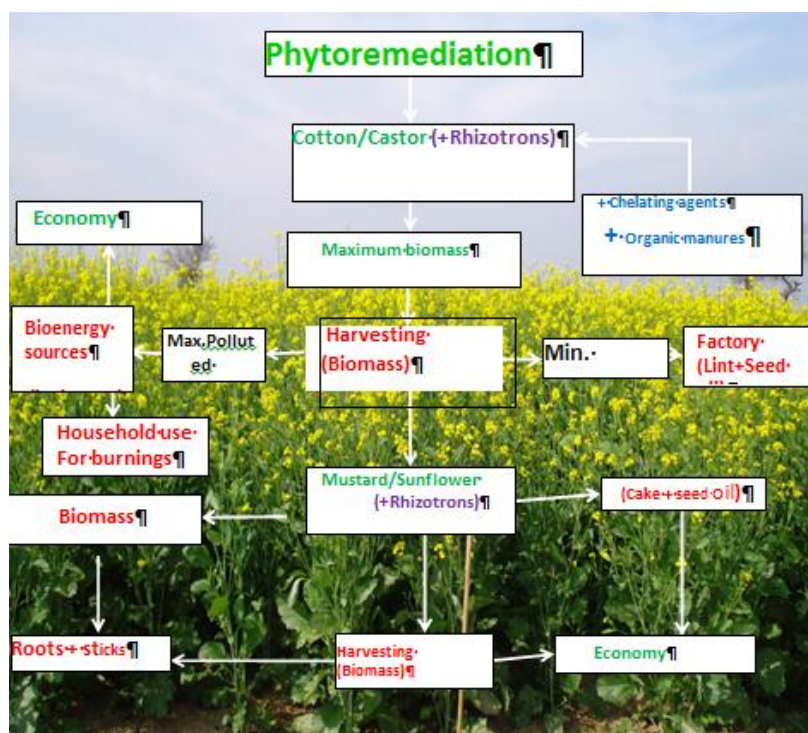 Phytoremediation¶
Cotton/Castor·(+Rhizotrons)¶
+·Chelating·agents¶
+·Organic·manures¶
Economy¶
Maximum·biomass¶
Bioenergy·
sources¶
Max.Pollut
ed·
Harvesting·
(Biomass)¶
Min.·
Factory·
(Lint+Seed·
Household·use·
For·burnings¶
Mustard/Sunflower·
(+Rhizotrons)¶
(Cake·+·seed·Oil)¶
Biomass¶
Roots·+·sticks¶
Harvesting·
(Biomass)¶
Economy¶